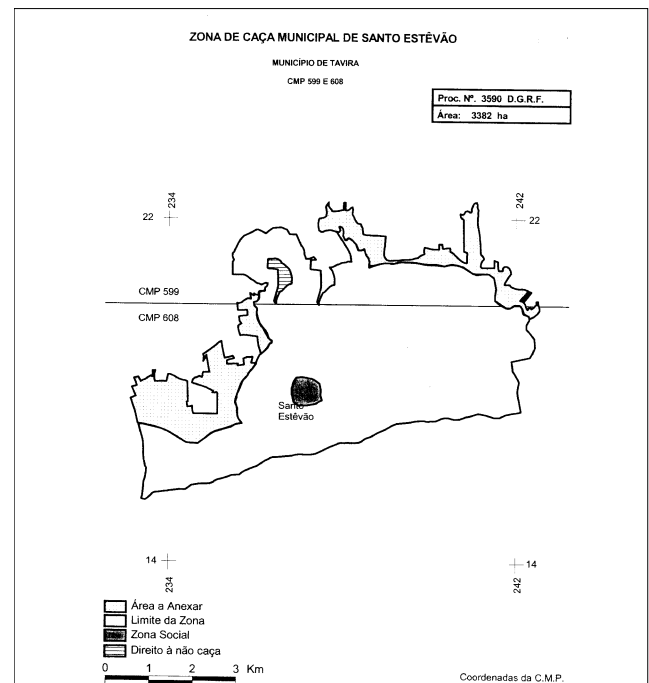 ZONA DE CAÇA MUNICIPAL DE SANTO ESTÊVÃO
MUNICÍPIO DE TAVIRA
CMP 599 E 608
Proc. Nº. 3590 D.G.R.F.
Área: 3382 ha
234
242
22
22
CMP 599
CMP 608
Santo
Estêvão
14
14
234
242
Área a Anexar
Limite da Zona
Zona Social
Direito à não caça
0 1 2 3 Km
Coordenadas da C.M.P.